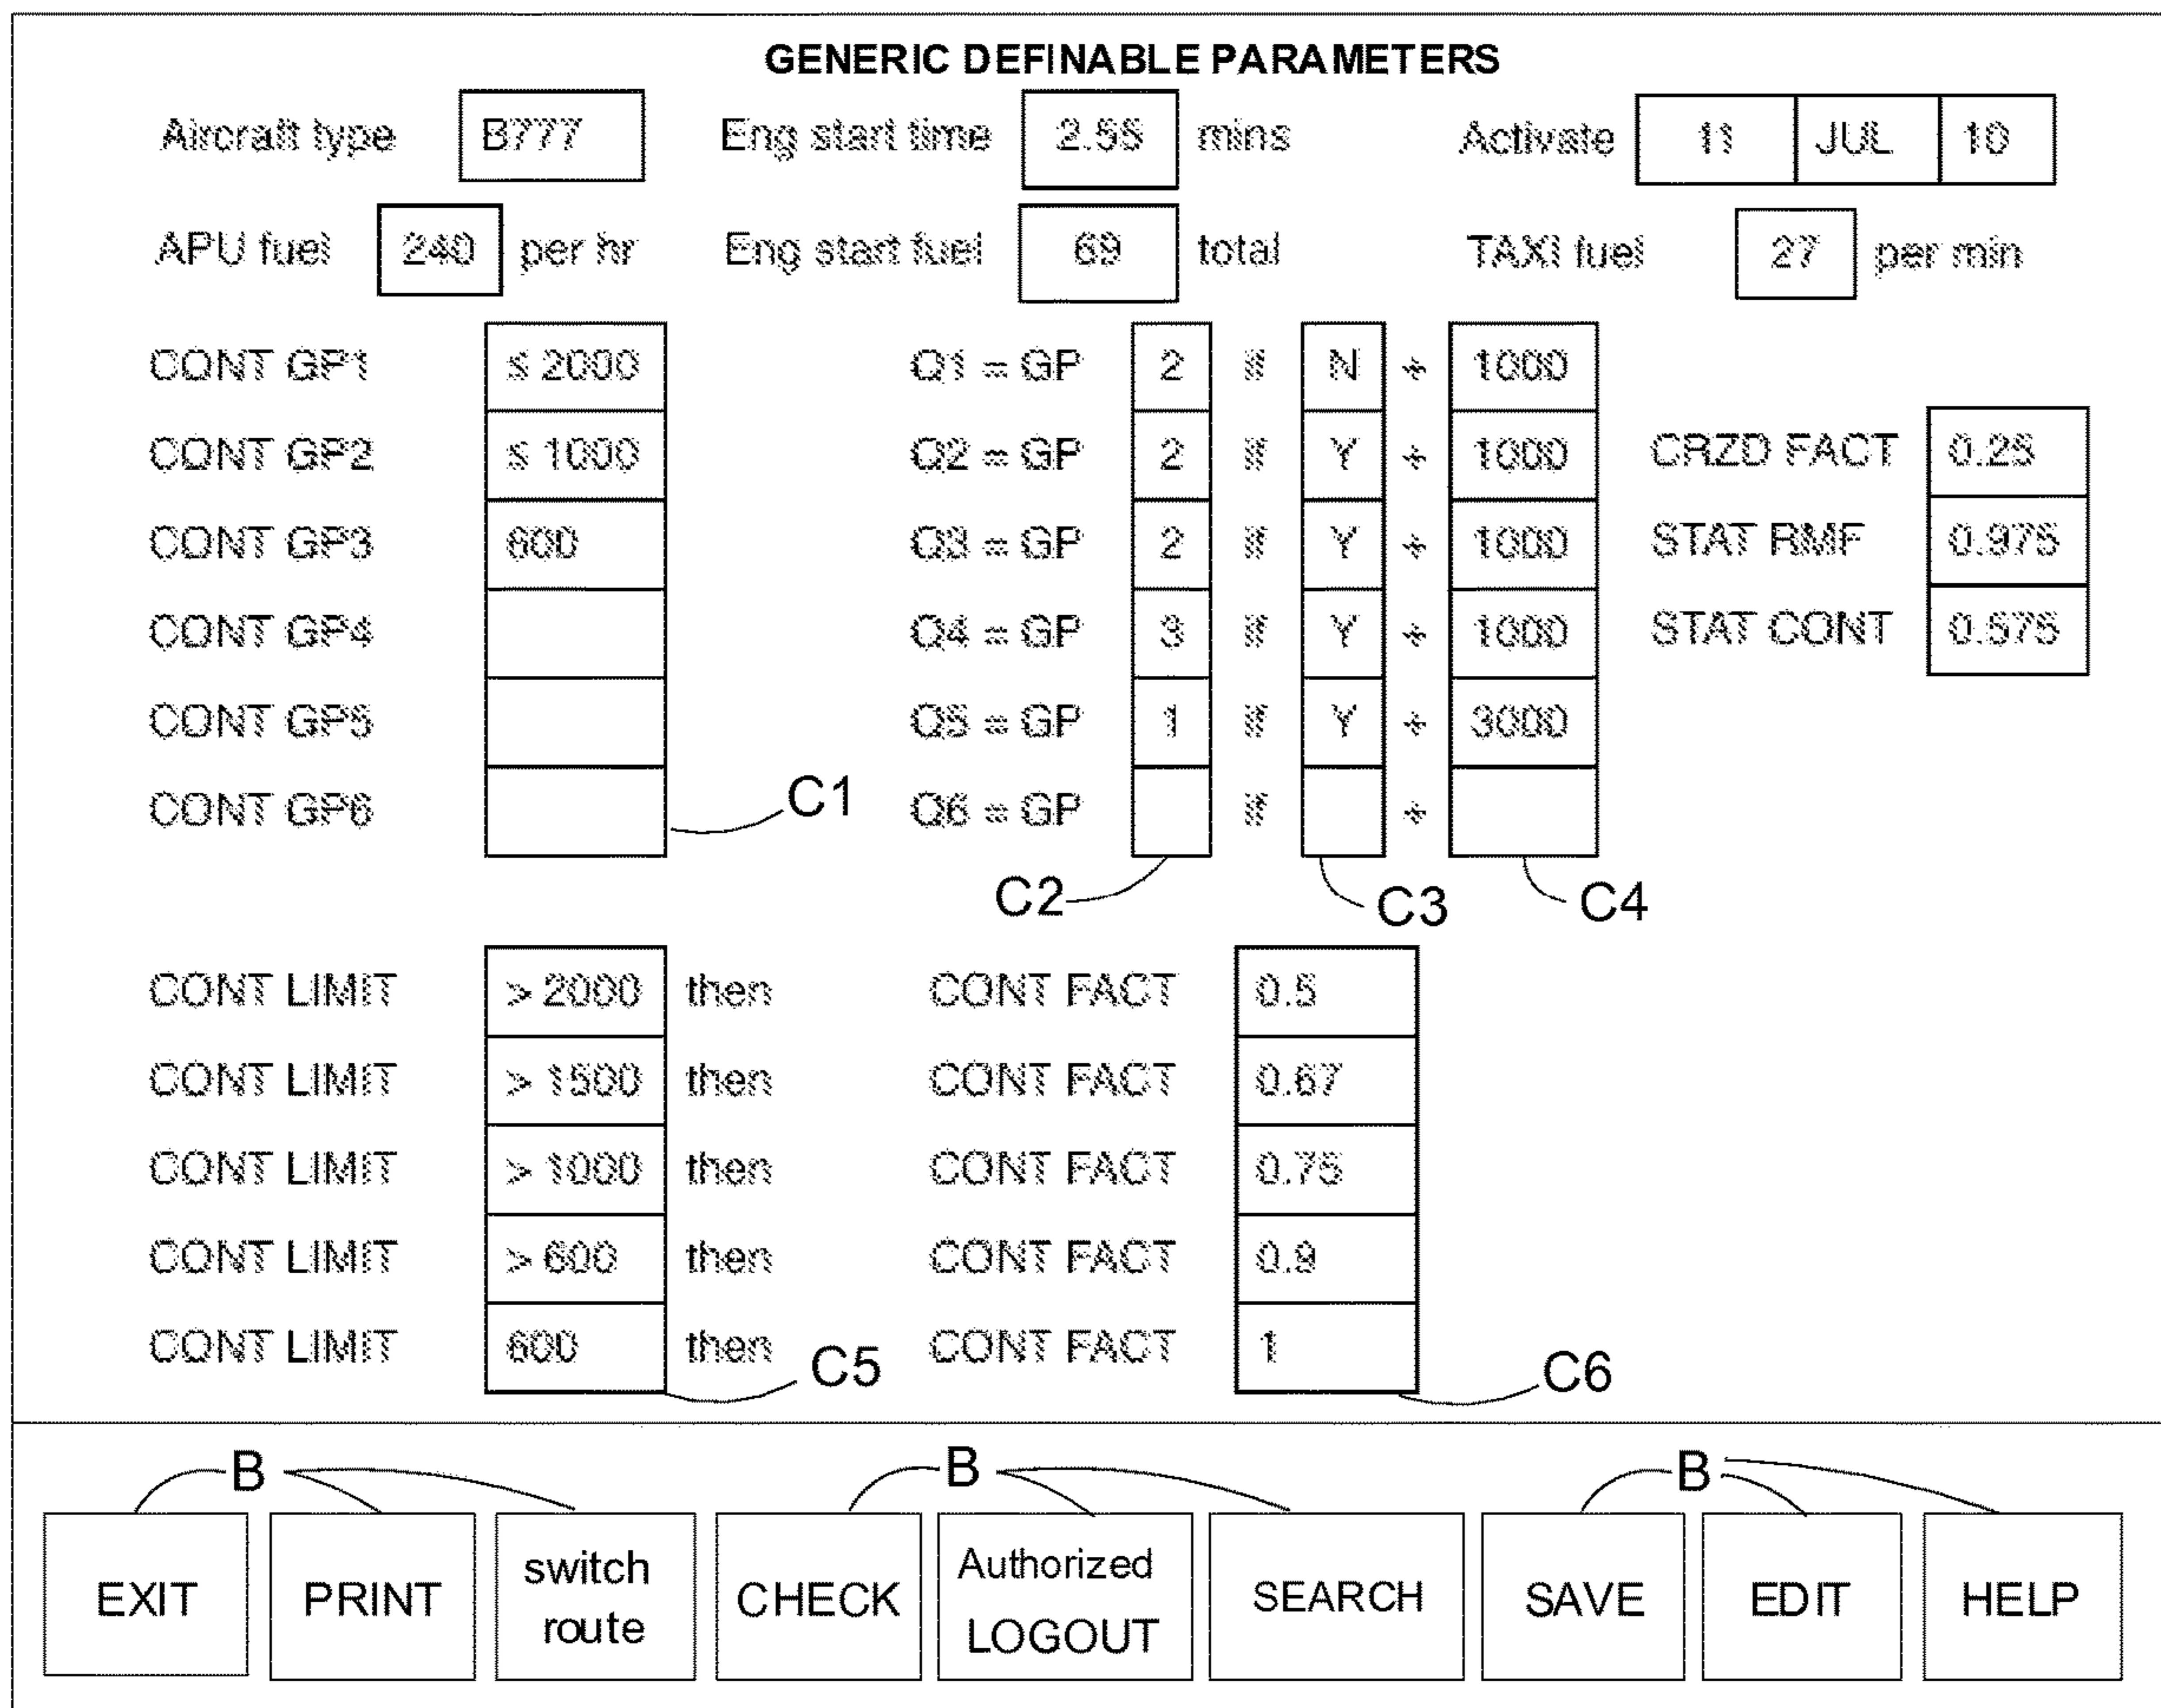 GENERIC DEFINABLE PARAMETERS
Aircraft type B777 Eng start time 2.55 mins Activate 11 JUL 10
APU fuel 240 per hr Eng start fuel 69 total TAXI fuel 27 per min
CONT GP1 ≤ 2000 Q1 = GP 2 if N + 1000
CONT GP2 ≤ 1000 Q2 = GP 2 if Y + 1000 CRZD FACT 0.25
CONT GP3 600 Q3 = GP 2 if Y + 1000 STAT RMF 0.975
CONT GP4 Q4 = GP 3 if Y + 1000 STAT CONT 0.575
CONT GP5 Q5 = GP 1 if Y + 3000
CONT GP6 C1 Q6 = GP if +
C2 C3 C4
CONT LIMIT > 2000 then CONT FACT 0.5
CONT LIMIT > 1500 then CONT FACT 0.67
CONT LIMIT > 1000 then CONT FACT 0.75
CONT LIMIT > 600 then CONT FACT 0.9
CONT LIMIT 600 then CONT FACT 1
C5 C6
B B B
EXIT PRINT switch route CHECK Authorized LOGOUT SEARCH SAVE EDIT HELP